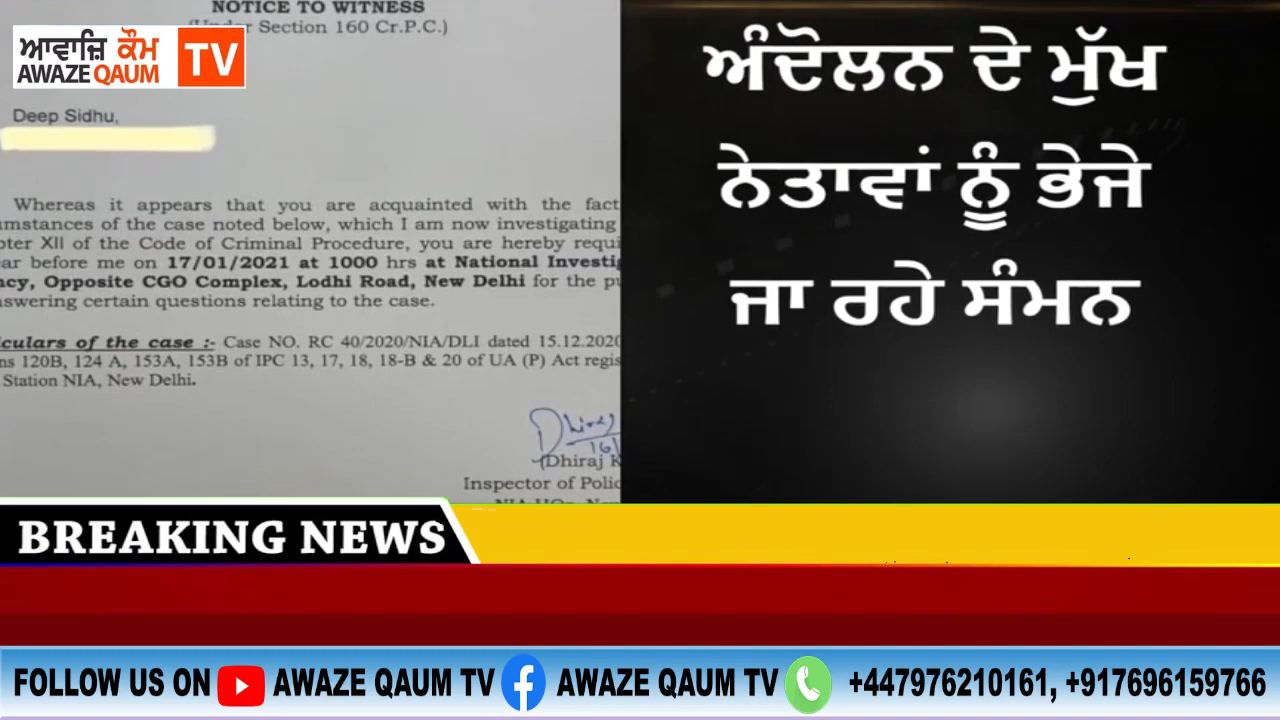 NOTICE TO WITNESS
Section 160 Cr.P.C.)
ਆਵਾਜ਼ਿ ਕੌਮ
AWAZE QAUM
TV
Deep Sidhu,
Whereas it appears that you are acquainted with the fact
umstances of the case noted below, which I am now investigating
pter XII of the Code of Criminal Procedure, you are hereby requi
ar before me on 17/01/2021 at 1000 hrs at National Investig
ncy, Opposite CGO Complex, Lodhi Road, New Delhi for the pu
nswering certain questions relating to the case.
iculars of the case :- Case NO. RC 40/2020/NIA/DLI dated 15.12.2020
ns 120B, 124 A, 153A, 153B of IPC 13, 17, 18, 18-B & 20 of UA (P) Act regis
Station NIA, New Delhi.
(Dhiraj K
Inspector of Polic
ਅੰਦੋਲਨ ਦੇ ਮੁੱਖ
ਨੇਤਾਵਾਂ ਨੂੰ ਭੇਜੇ
ਜਾ ਰਹੇ ਸੰਮਨ
BREAKING NEWS
FOLLOW US ON AWAZE QAUM TV AWAZE QAUM TV +447976210161, +917696159766